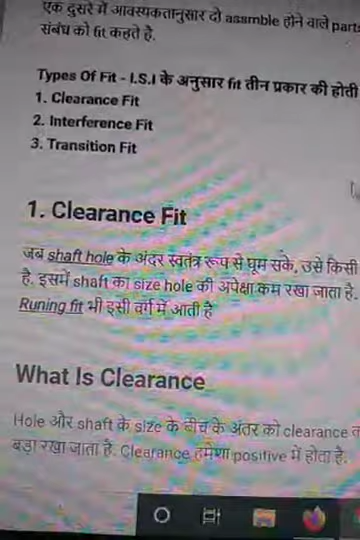 एक दुसरे में आवस्यकतानुसार दो assmble होने वाले part
संबंध को fit कहते है.
Types Of Fit - I.S.I के अनुसार fit तीन प्रकार की होती
1. Clearance Fit
2. Interference Fit
3. Transition Fit
1. Clearance Fit
जब shaft hole के अंदर स्वतंत्र रूप से घूम सके, उसे किसी
है. इसमें shaft का size hole की अपेक्षा कम रखा जाता है.
Runing fit भी इसी वर्ग में आती है
What Is Clearance
Hole और shaft के size के बीच के अंतर को clearance
बड़ा रखा जाता है. Clearance हमेशा positive में होता है.